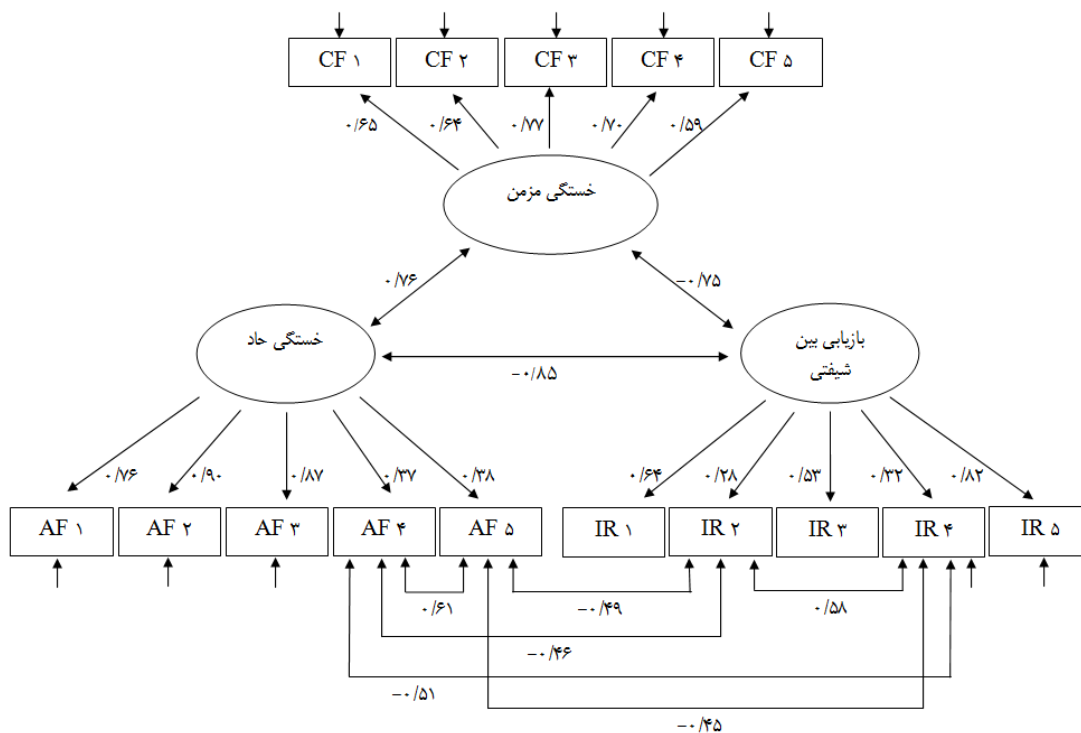 CF ۱
CF ۲
CF ۳
CF ۴
CF ۵
۰/۶۵
۰/۶۴
۰/۷۷
۰/۷۰
۰/۵۹
خستگی مزمن
۰/۷۶
−۰/۷۵
خستگی حاد
بازیابی بین
شیفتی
−۰/۸۵
۰/۷۶
۰/۹۰
۰/۸۷
۰/۳۷
۰/۳۸
۰/۶۴
۰/۲۸
۰/۵۳
۰/۳۲
۰/۸۲
AF ۱
AF ۲
AF ۳
AF ۴
AF ۵
IR ۱
IR ۲
IR ۳
IR ۴
IR ۵
۰/۶۱
−۰/۴۹
۰/۵۸
−۰/۴۶
−۰/۵۱
−۰/۴۵